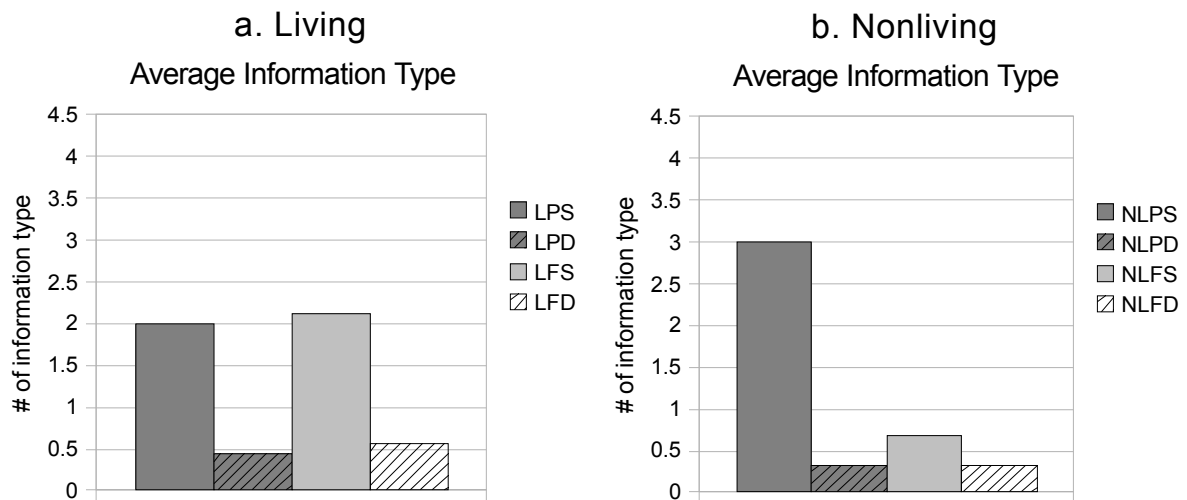 a. Living
Average Information Type
# of information type
4.5
4
3.5
3
2.5
2
1.5
1
0.5
0
LPS
LPD
LFS
LFD
b. Nonliving
Average Information Type
# of information type
4.5
4
3.5
3
2.5
2
1.5
1
0.5
0
NLPS
NLPD
NLFS
NLFD